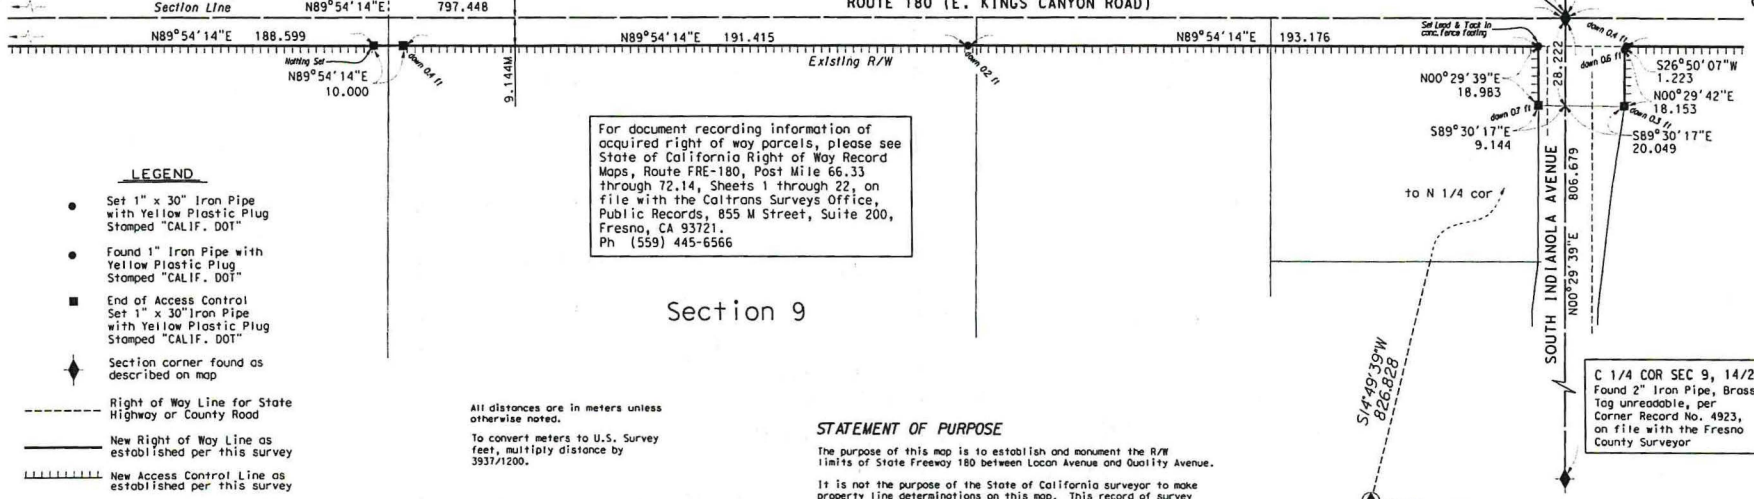 Section Line
N89°54'14"E
797.448
ROUTE 180 (E. KINGS CANYON ROAD)
N89°54'14"E 188.599
Nothing Set
N89°54'14"E
10.000
down 0.4 ft
9.144M
N89°54'14"E 191.415
Existing R/W
down 0.2 ft
N89°54'14"E 193.176
Set Lead & Tack in
conc. fence footing
down 0.4 ft
down 0.6 ft
28.222
N00°29'39"E
18.983
S26°50'07"W
1.223
N00°29'42"E
18.153
down 0.7 ft
down 0.3 ft
S89°30'17"E
9.144
S89°30'17"E
20.049
For document recording information of
acquired right of way parcels, please see
State of California Right of Way Record
Maps, Route FRE-180, Post Mile 66.33
through 72.14, Sheets 1 through 22, on
file with the Caltrans Surveys Office,
Public Records, 855 M Street, Suite 200,
Fresno, CA 93721.
Ph (559) 445-6566
LEGEND
Set 1" x 30" Iron Pipe
with Yellow Plastic Plug
Stamped "CALIF. DOT"
Found 1" Iron Pipe with
Yellow Plastic Plug
Stamped "CALIF. DOT"
End of Access Control
Set 1" x 30"Iron Pipe
with Yellow Plastic Plug
Stamped "CALIF. DOT"
Section corner found as
described on map
Right of Way Line for State
Highway or County Road
New Right of Way Line as
established per this survey
New Access Control Line as
established per this survey
Section 9
to N 1/4 cor
SOUTH INDIANOLA AVENUE
N00°29'39"E 806.679
S14°49'39"W
826.828
All distances are in meters unless
otherwise noted.
To convert meters to U.S. Survey
feet, multiply distance by
3937/1200.
STATEMENT OF PURPOSE
The purpose of this map is to establish and monument the R/W
limits of State Freeway 180 between Locan Avenue and Quality Avenue.
It is not the purpose of the State of California surveyor to make
property line determinations on this map. This record of survey
C 1/4 COR SEC 9, 14/2
Found 2" Iron Pipe, Brass
Tag unreadable, per
Corner Record No. 4923,
on file with the Fresno
County Surveyor